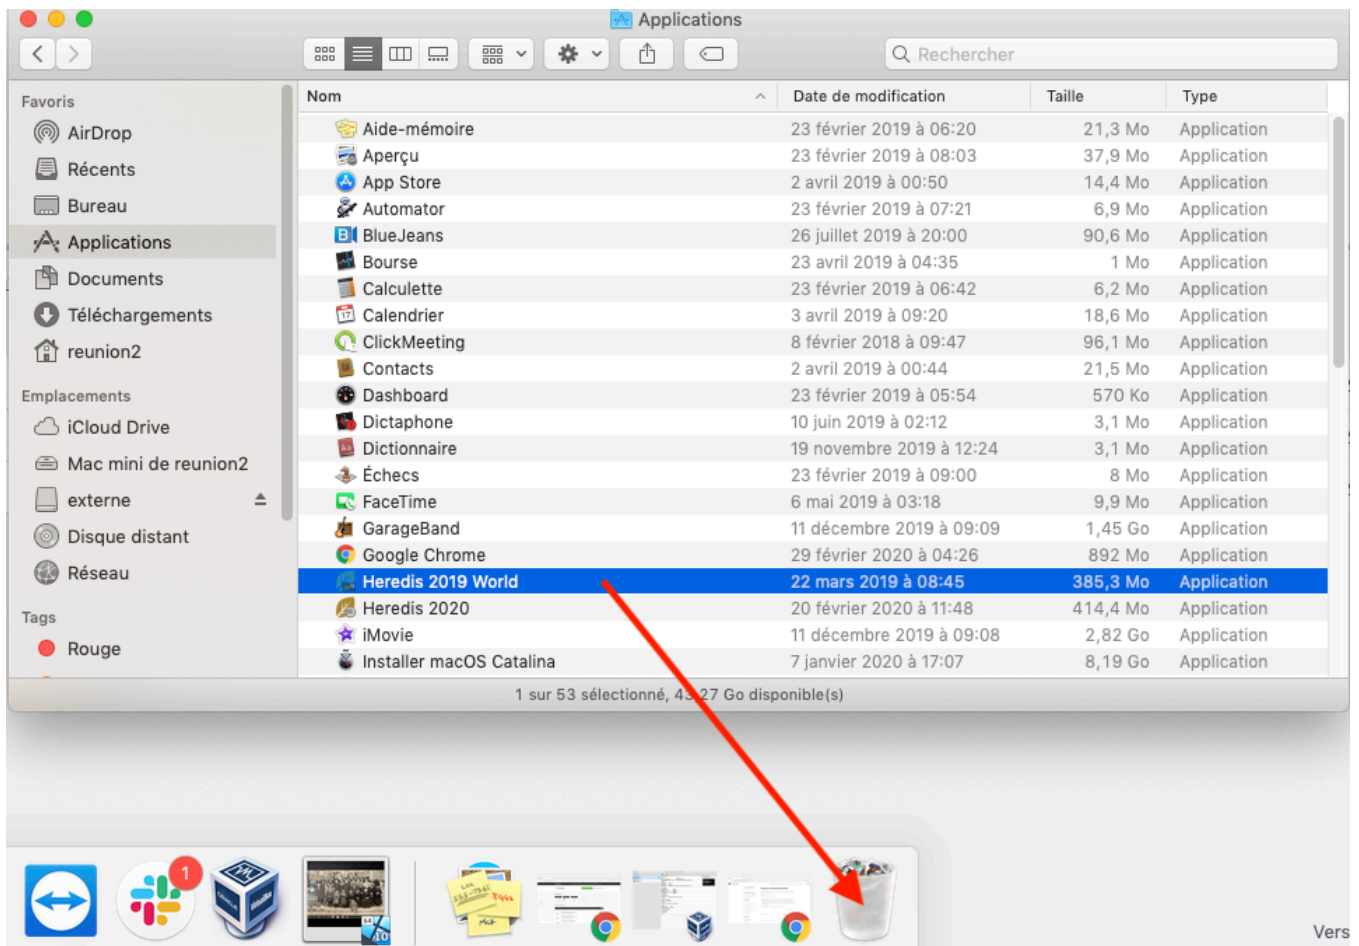 Applications
Rechercher
Favoris
AirDrop
Récents
Bureau
Applications
Documents
Téléchargements
reunion2
Emplacements
iCloud Drive
Mac mini de reunion2
externe
Disque distant
Réseau
Tags
Rouge
Nom Date de modification Taille Type
Aide-mémoire 23 février 2019 à 06:20 21,3 Mo Application
Aperçu 23 février 2019 à 08:03 37,9 Mo Application
App Store 2 avril 2019 à 00:50 14,4 Mo Application
Automator 23 février 2019 à 07:21 6,9 Mo Application
BlueJeans 26 juillet 2019 à 20:00 90,6 Mo Application
Bourse 23 avril 2019 à 04:35 1 Mo Application
Calculette 23 février 2019 à 06:42 6,2 Mo Application
Calendrier 3 avril 2019 à 09:20 18,6 Mo Application
ClickMeeting 8 février 2018 à 09:47 96,1 Mo Application
Contacts 2 avril 2019 à 00:44 21,5 Mo Application
Dashboard 23 février 2019 à 05:54 570 Ko Application
Dictaphone 10 juin 2019 à 02:12 3,1 Mo Application
Dictionnaire 19 novembre 2019 à 12:24 3,1 Mo Application
Échecs 23 février 2019 à 09:00 8 Mo Application
FaceTime 6 mai 2019 à 03:18 9,9 Mo Application
GarageBand 11 décembre 2019 à 09:09 1,45 Go Application
Google Chrome 29 février 2020 à 04:26 892 Mo Application
Heredis 2019 World 22 mars 2019 à 08:45 385,3 Mo Application
Heredis 2020 20 février 2020 à 11:48 414,4 Mo Application
iMovie 11 décembre 2019 à 09:08 2,82 Go Application
Installer macOS Catalina 7 janvier 2020 à 17:07 8,19 Go Application
1 sur 53 sélectionné, 43,27 Go disponible(s)
1
Vers